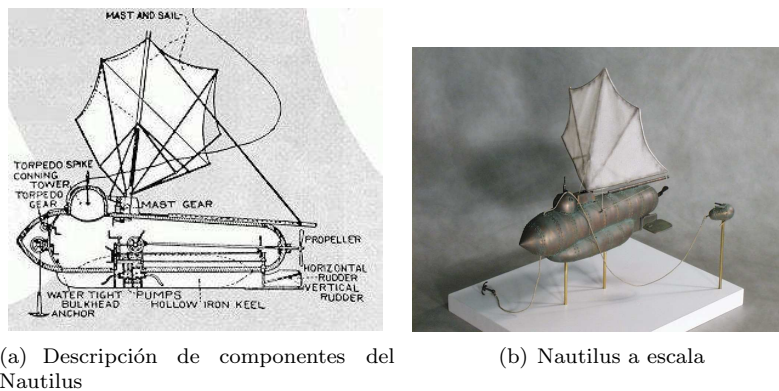 MAST AND SAIL
TORPEDO SPIKE
CONNING
TOWER
TORPEDO
GEAR
MAST GEAR
PROPELLER
HORIZONTAL
RUDDER
VERTICAL
RUDDER
WATER TIGHT
BULKHEAD
PUMPS
HOLLOW IRON KEEL
ANCHOR
(a) Descripción de componentes del
Nautilus
(b) Nautilus a escala